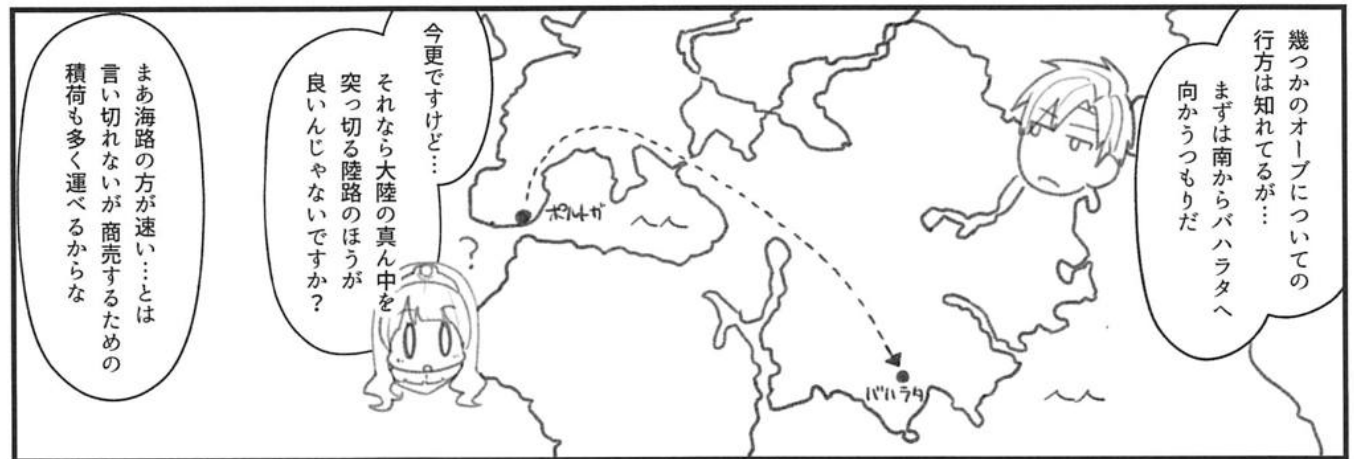 幾つかのオーブについての
行方は知れてるが…
まずは南からバハラタへ
向かうつもりだ
今更ですけど…
それなら大陸の真ん中を
突っ切る陸路のほうが
良いんじゃないですか？
?
ポルトガ
バハラタ
まあ海路の方が速い…とは
言い切れないが商売するための
積荷も多く運べるからな